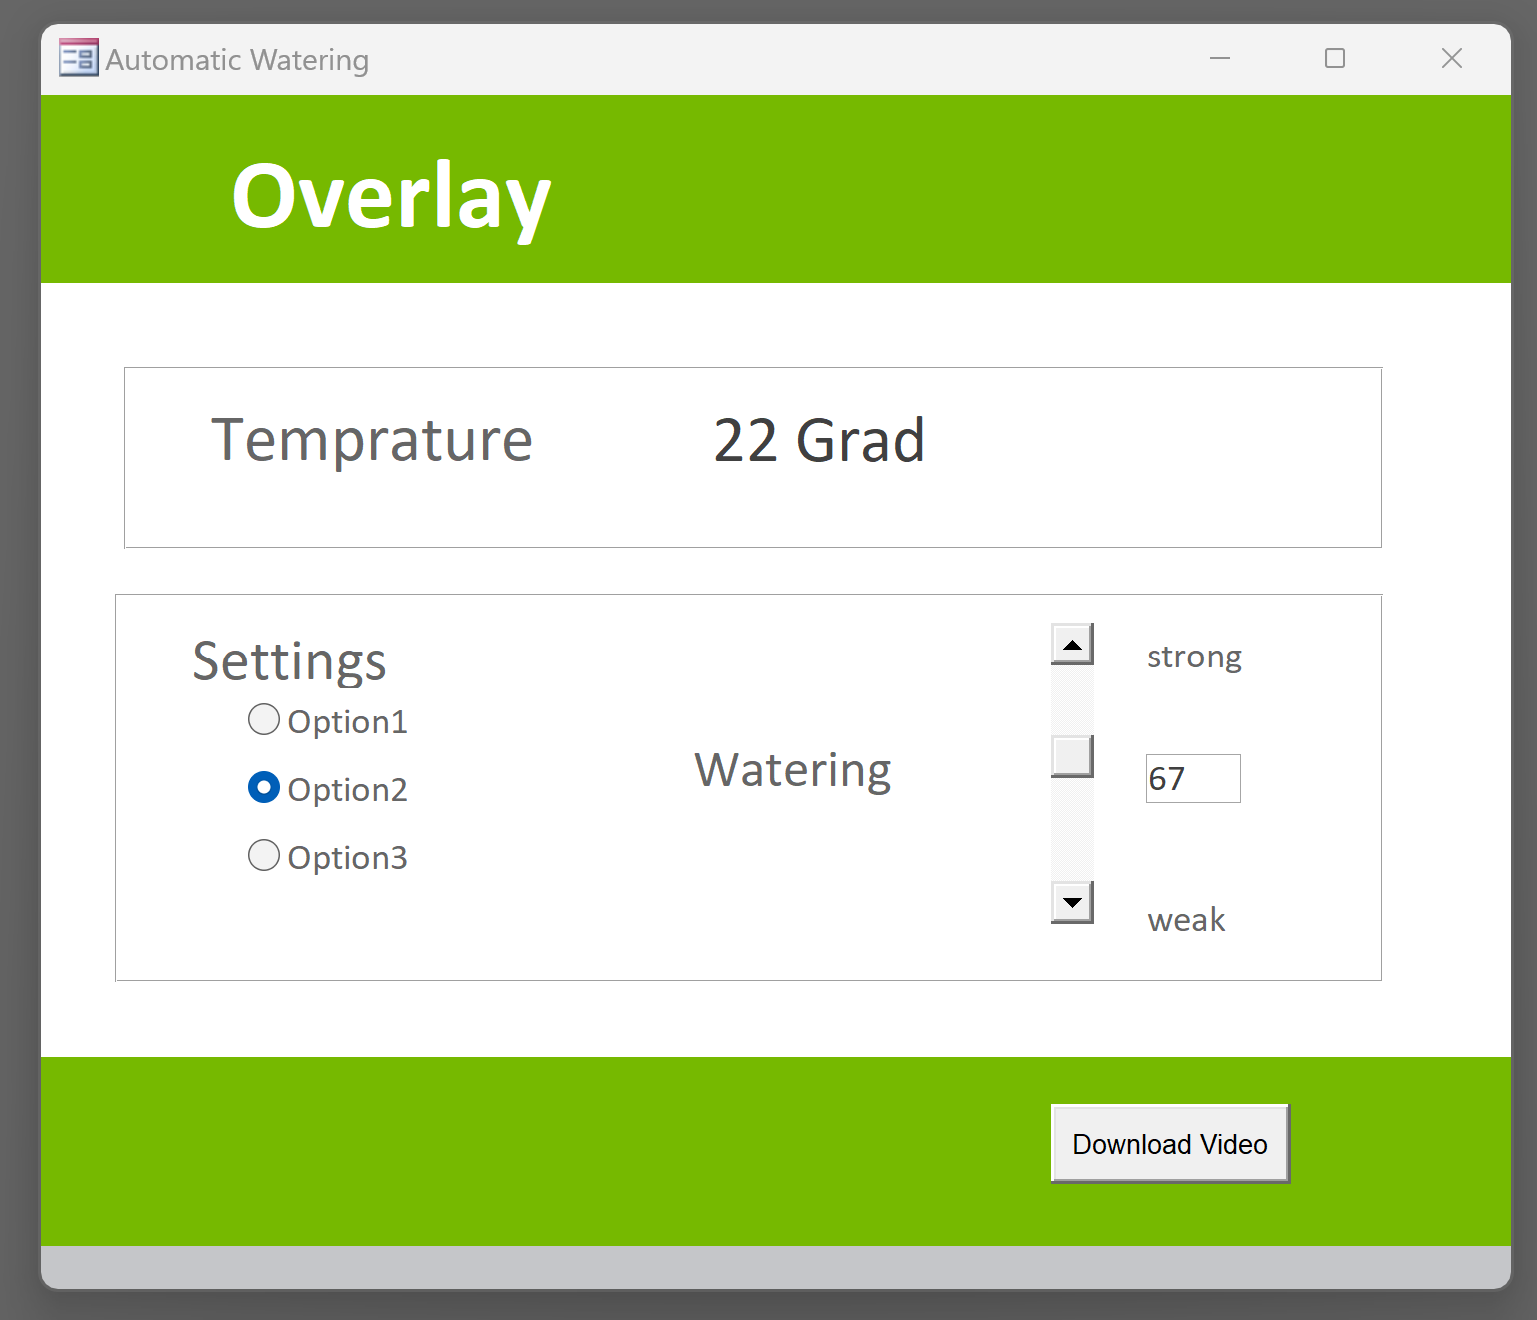 Automatic Watering
Overlay
Temprature 22 Grad
Settings
Option1
Option2
Option3
Watering
strong
67
weak
Download Video